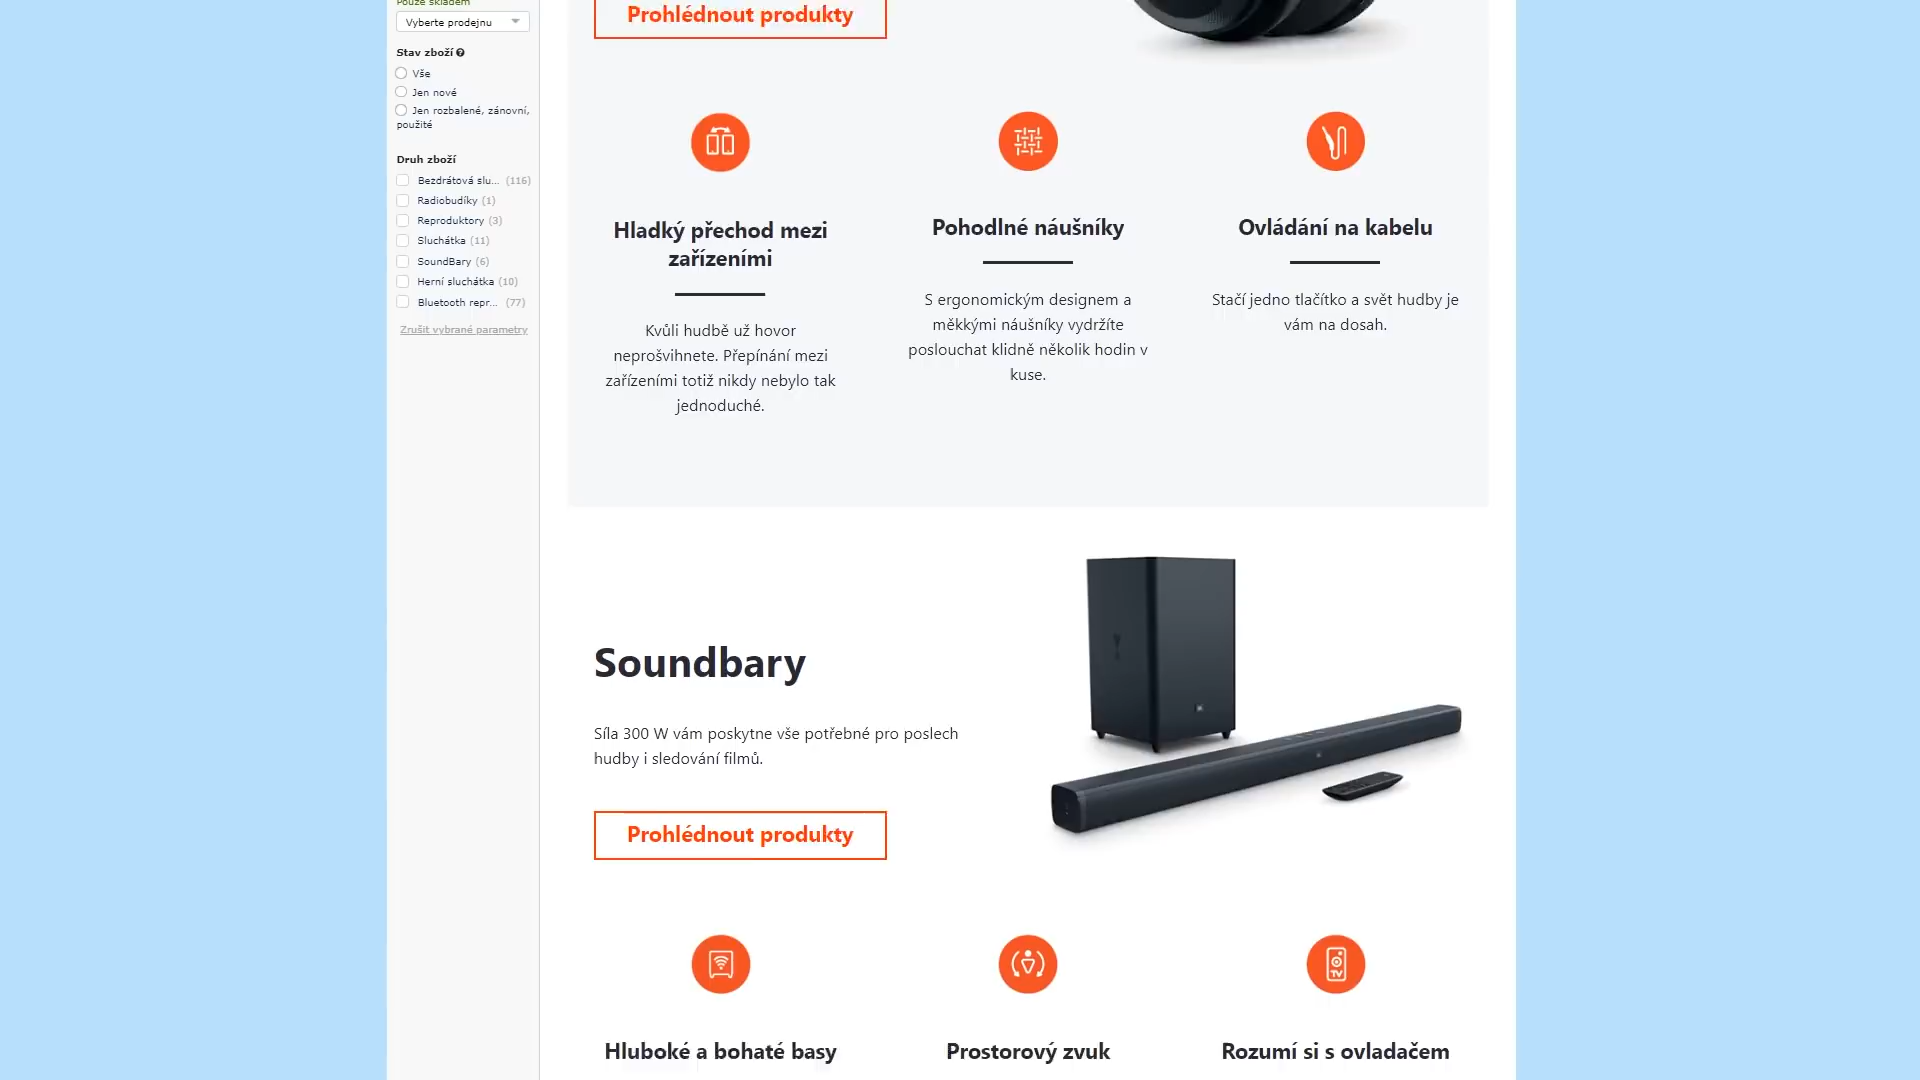 Pouze skladem
Vyberte prodejnu
Stav zboží
Vše
Jen nové
Jen rozbalené, zánovní,
použité
Druh zboží
Bezdrátová slu... (116)
Radiobudíky (1)
Reproduktory (3)
Sluchátka (11)
SoundBary (6)
Herní sluchátka (10)
Bluetooth repr... (77)
Zrušit vybrané parametry
Prohlédnout produkty
Hladký přechod mezi
zařízeními
Kvůli hudbě už hovor
neprošvihnete. Přepínání mezi
zařízeními totiž nikdy nebylo tak
jednoduché.
Pohodlné náušníky
S ergonomickým designem a
měkkými náušníky vydržíte
poslouchat klidně několik hodin v
kuse.
Ovládání na kabelu
Stačí jedno tlačítko a svět hudby je
vám na dosah.
Soundbary
Síla 300 W vám poskytne vše potřebné pro poslech
hudby i sledování filmů.
Prohlédnout produkty
Hluboké a bohaté basy
Prostorový zvuk
TV
Rozumí si s ovladačem